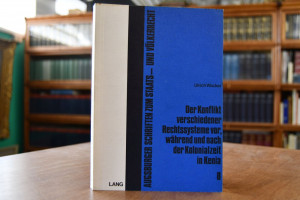 AUGSBURGER SCHRIFTEN ZUM STAATS- UND VÖLKERRECHT
Der Konflikt
verschiedener
Rechtssysteme vor,
während und nach
der Kolonialzeit
in Kenia
LANG